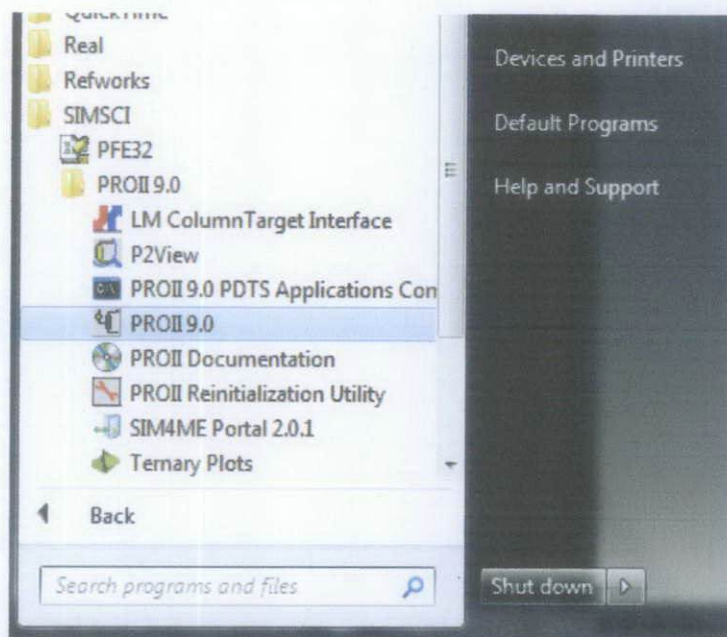 QuickTime
Real
Refworks
SIMSCI
PFE32
PROII 9.0
LM ColumnTarget Interface
P2View
PROII 9.0 PDTS Applications Con
PROII 9.0
PROII Documentation
PROII Reinitialization Utility
SIM4ME Portal 2.0.1
Ternary Plots
Back
Search programs and files
Devices and Printers
Default Programs
Help and Support
Shut down